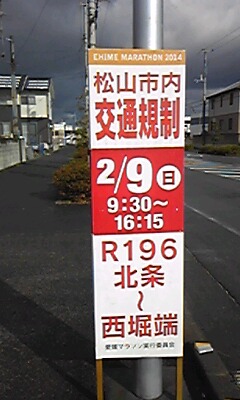 EHIME MARATHON 2014
松山市内
交通規制
2/9(日)
9:30〜
16:15
R196
北条
〜
西堀端
愛媛マラソン実行委員会